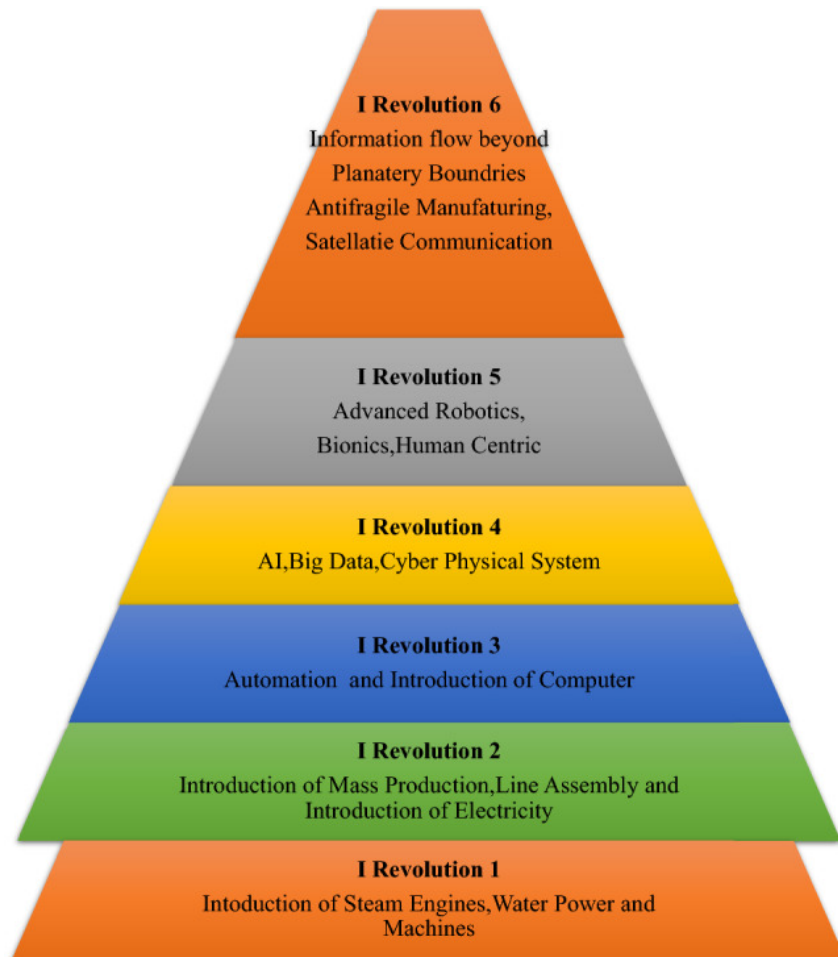 I Revolution 6
Information flow beyond
Planatery Boundries
Antifragile Manufaturing,
Satellatie Communication
I Revolution 5
Advanced Robotics,
Bionics,Human Centric
I Revolution 4
AI,Big Data,Cyber Physical System
I Revolution 3
Automation  and Introduction of Computer
I Revolution 2
Introduction of Mass Production,Line Assembly and
Introduction of Electricity
I Revolution 1
Intoduction of Steam Engines,Water Power and
Machines